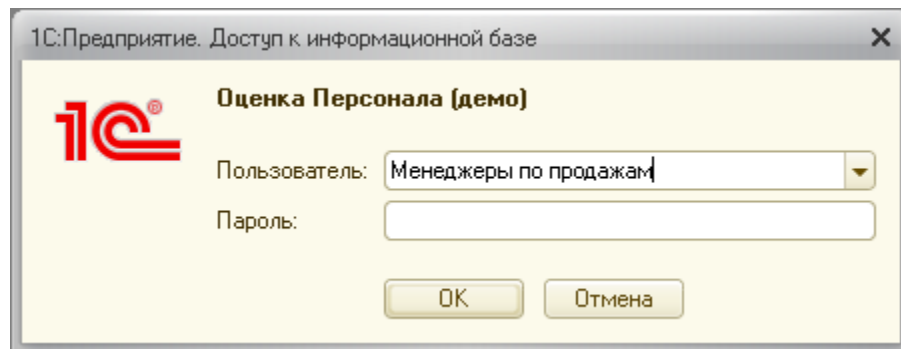 1С:Предприятие. Доступ к информационной базе
1С®
Оценка Персонала (демо)
Пользователь: Менеджеры по продажам
Пароль:
OK Отмена